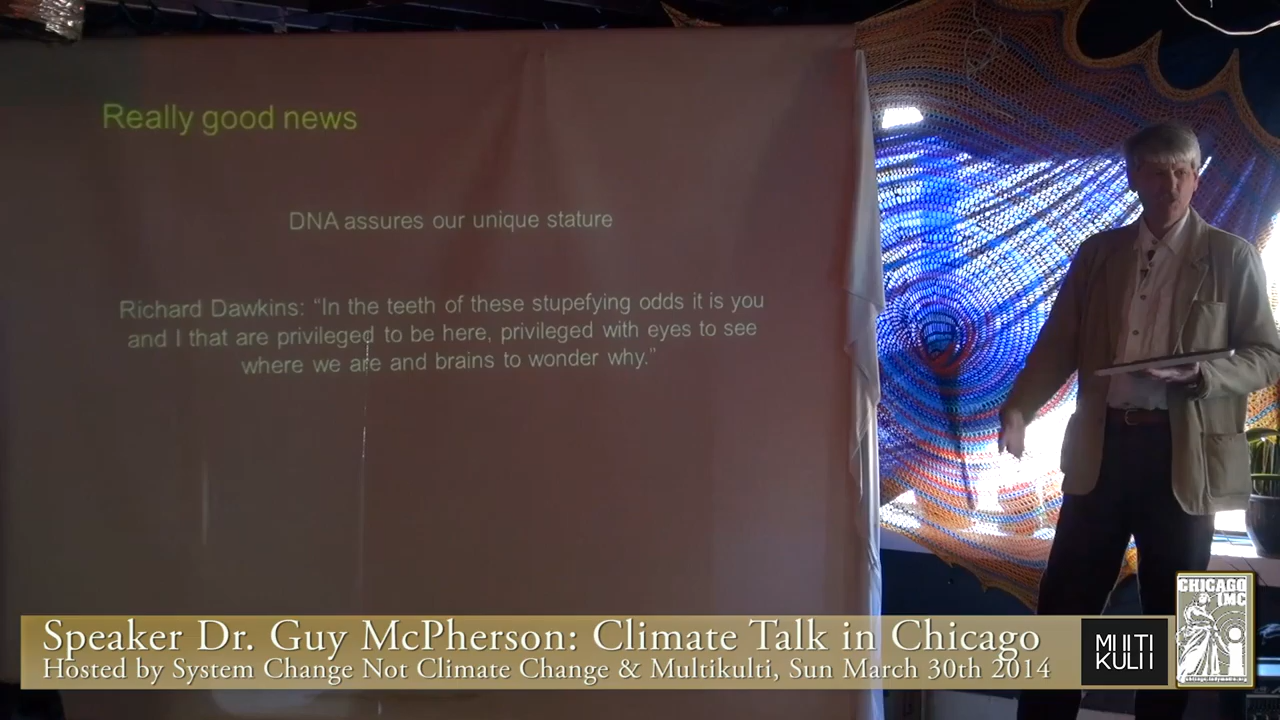 Really good news
DNA assures our unique stature
Richard Dawkins: “In the teeth of these stupefying odds it is you
and I that are privileged to be here, privileged with eyes to see
where we are and brains to wonder why.”
Speaker Dr. Guy McPherson: Climate Talk in Chicago
Hosted by System Change Not Climate Change & Multikulti, Sun March 30th 2014
MULTI
KULTI
CHICAGO
IMC
chicago.indymedia.org